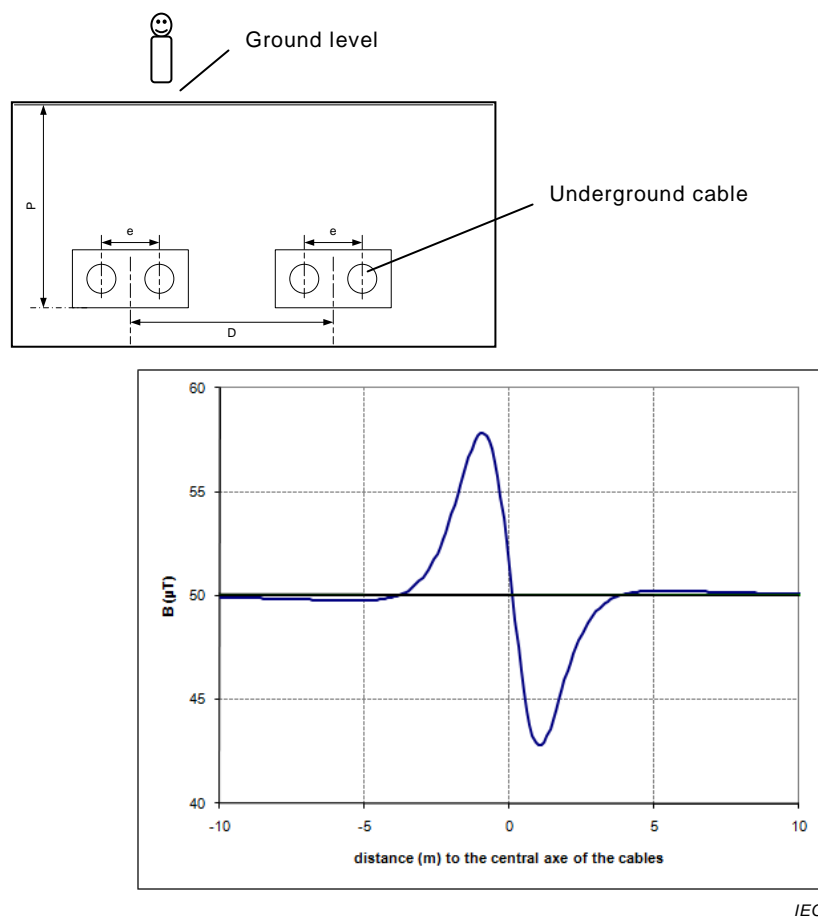 Ground level
P
e
e
Underground cable
D
60
55
50
45
40
B (µT)
-10 -5 0 5 10
distance (m) to the central axe of the cables
IEC